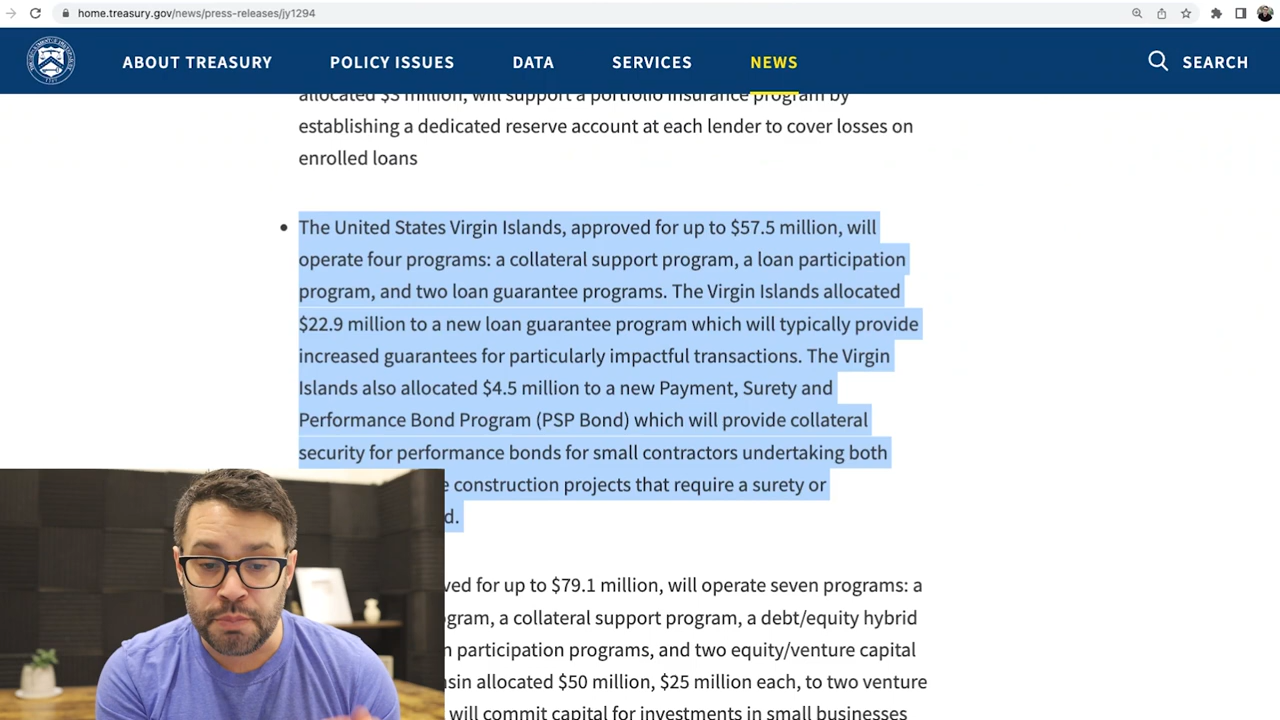 home.treasury.gov/news/press-releases/jy1294
ABOUT TREASURY POLICY ISSUES DATA SERVICES NEWS SEARCH
allocated $3 million, will support a portfolio insurance program by
establishing a dedicated reserve account at each lender to cover losses on
enrolled loans
• The United States Virgin Islands, approved for up to $57.5 million, will
operate four programs: a collateral support program, a loan participation
program, and two loan guarantee programs. The Virgin Islands allocated
$22.9 million to a new loan guarantee program which will typically provide
increased guarantees for particularly impactful transactions. The Virgin
Islands also allocated $4.5 million to a new Payment, Surety and
Performance Bond Program (PSP Bond) which will provide collateral
security for performance bonds for small contractors undertaking both
construction projects that require a surety or
for up to $79.1 million, will operate seven programs: a
a collateral support program, a debt/equity hybrid
participation programs, and two equity/venture capital
allocated $50 million, $25 million each, to two venture
will commit capital for investments in small businesses